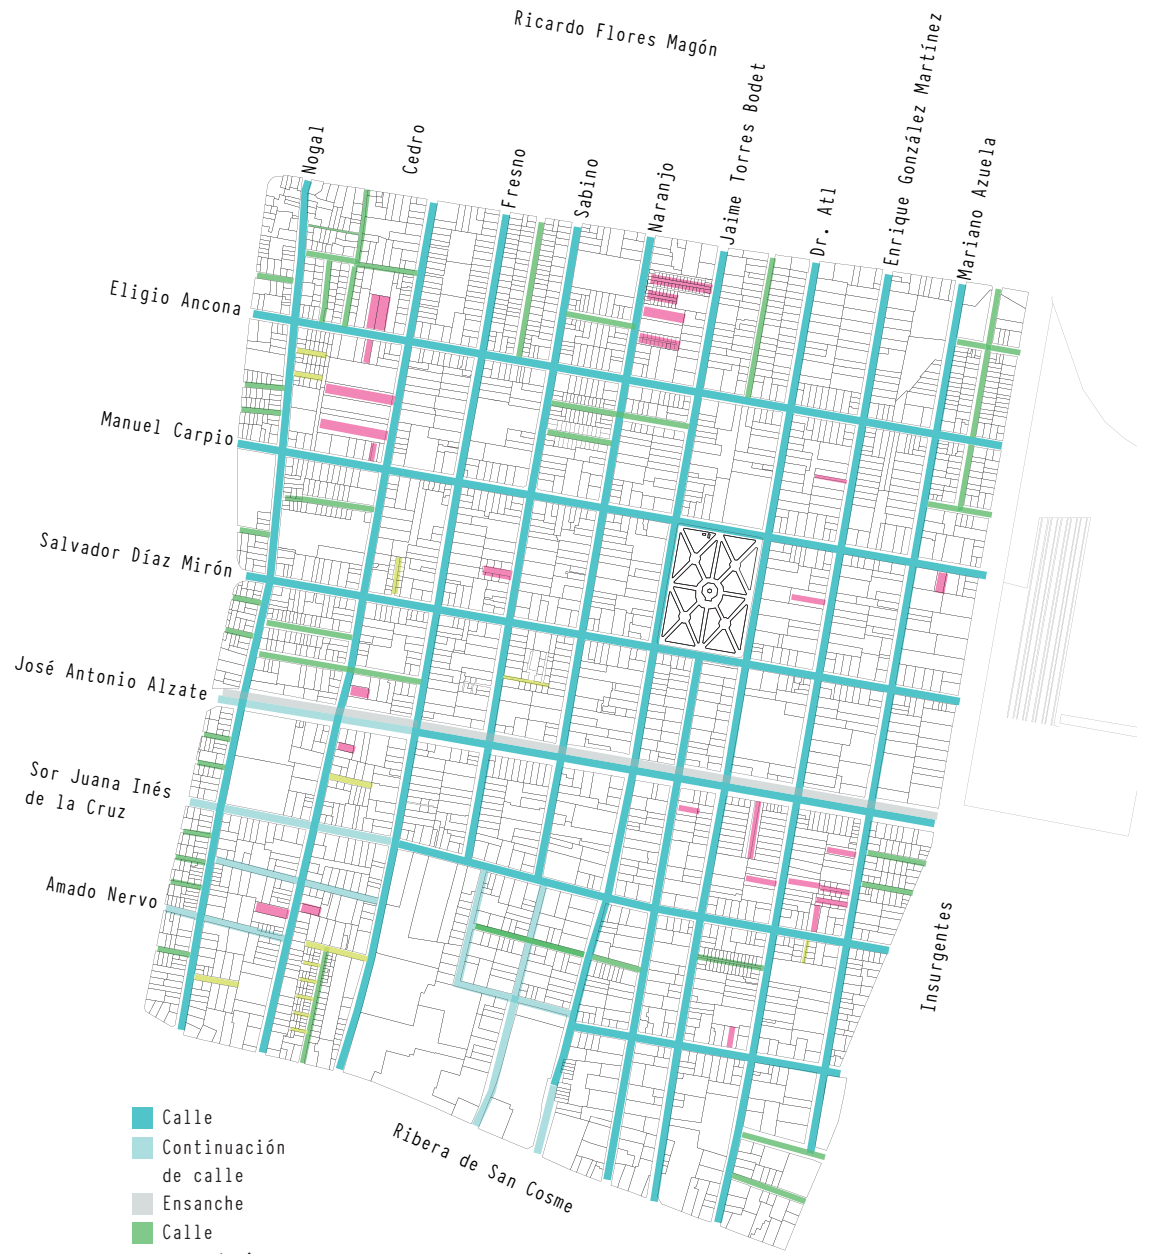 Ricardo Flores Magón
Nogal
Cedro
Fresno
Sabino
Naranjo
Jaime Torres Bodet
Dr. Atl
Enrique González Martínez
Mariano Azuela
Eligio Ancona
Manuel Carpio
Salvador Díaz Mirón
José Antonio Alzate
Sor Juana Inés
de la Cruz
Amado Nervo
Insurgentes
Ribera de San Cosme
Calle
Continuación
de calle
Ensanche
Calle